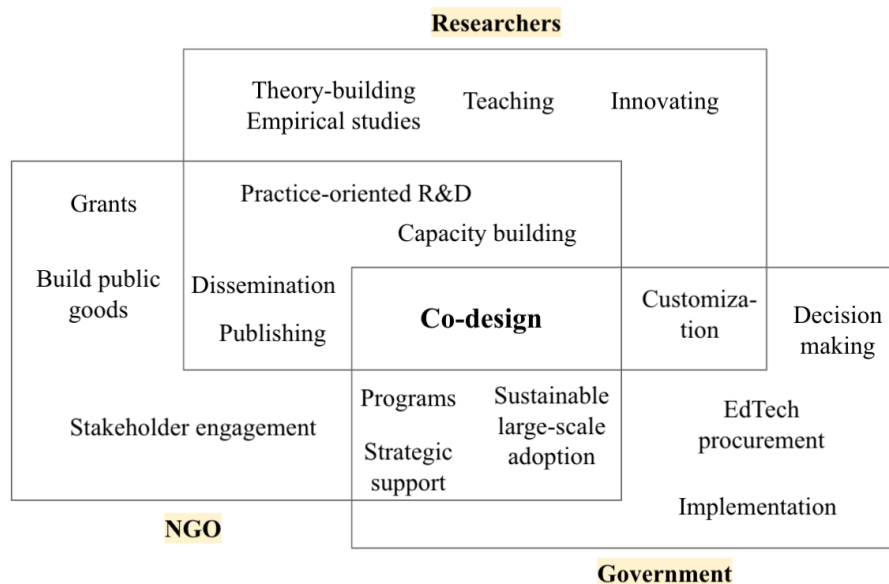 Researchers
Theory-building
Empirical studies
Teaching
Innovating
Grants
Practice-oriented R&D
Capacity building
Build public
goods
Dissemination
Publishing
Co-design
Customiza-
tion
Decision
making
Stakeholder engagement
Programs
Strategic
support
Sustainable
large-scale
adoption
EdTech
procurement
Implementation
NGO
Government